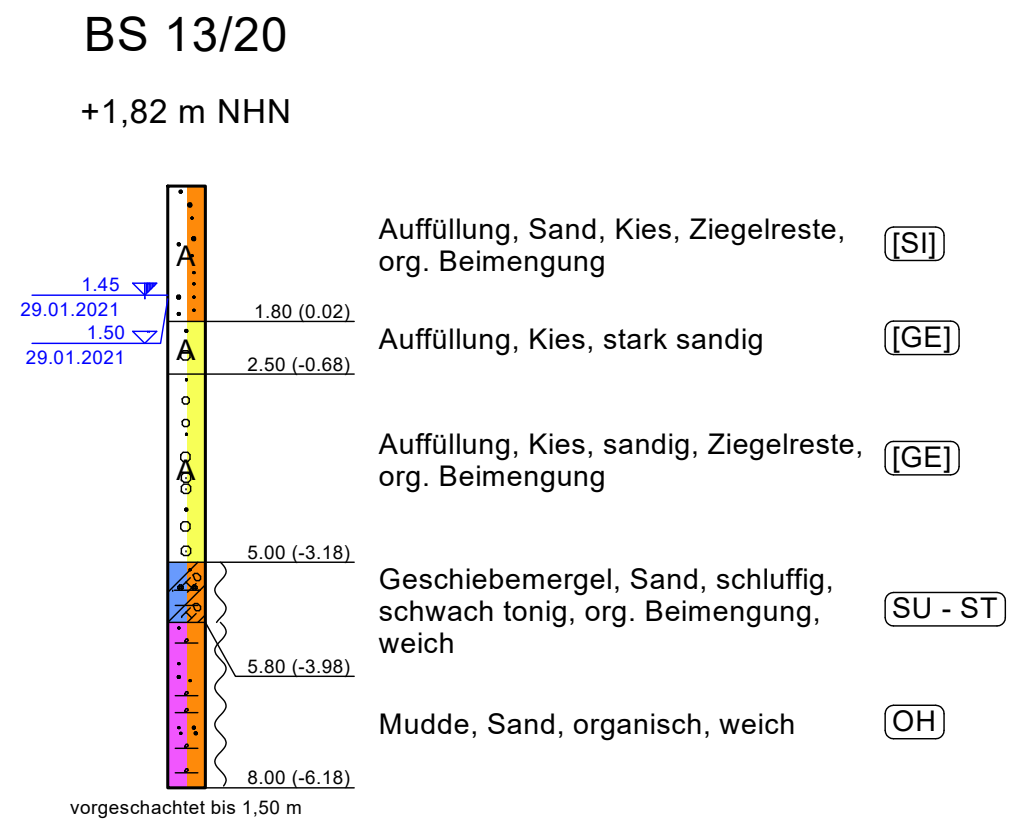 BS 13/20
+1,82 m NHN
Auffüllung, Sand, Kies, Ziegelreste,
org. Beimengung
[SI]
A
1.45
29.01.2021
1.80 (0.02)
1.50
29.01.2021
A
Auffüllung, Kies, stark sandig
[GE]
2.50 (-0.68)
Auffüllung, Kies, sandig, Ziegelreste,
org. Beimengung
[GE]
A
5.00 (-3.18)
Geschiebemergel, Sand, schluffig,
schwach tonig, org. Beimengung,
weich
SU - ST
5.80 (-3.98)
Mudde, Sand, organisch, weich
OH
8.00 (-6.18)
vorgeschachtet bis 1,50 m